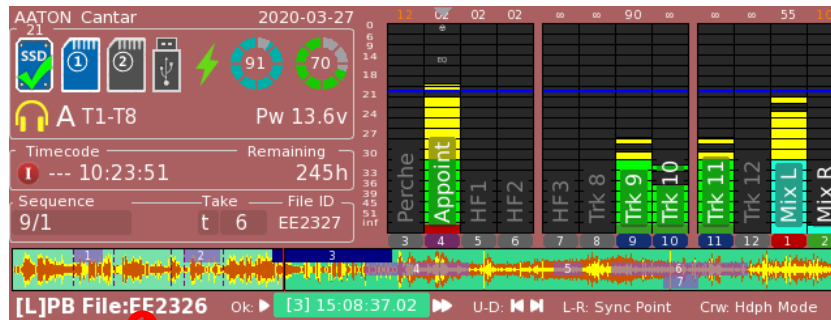 AATON Cantar 2020-03-27
21
SSD 1 2 91 70
A T1-T8 Pw 13.6v
Timecode Remaining
I --- 10:23:51 245h
Sequence Take File ID
9/1 t 6 EE2327
12 02 02 02 ∞ ∞ 90 ∞ ∞ ∞ 55
0
6
9
14
18
21
24
27
30
33
36
39
45
51
inf
EQ
Perche Appoint HF1 HF2 HF3 Trk 8 Trk 9 Trk 10 Trk 11 Trk 12 Mix L Mix R
3 4 5 6 7 8 9 10 11 12 1 2
1 2 3 4 5 6 7
[L]PB File:EE2326 Ok: [3] 15:08:37.02 U-D: L-R: Sync Point Crw: Hdph Mode